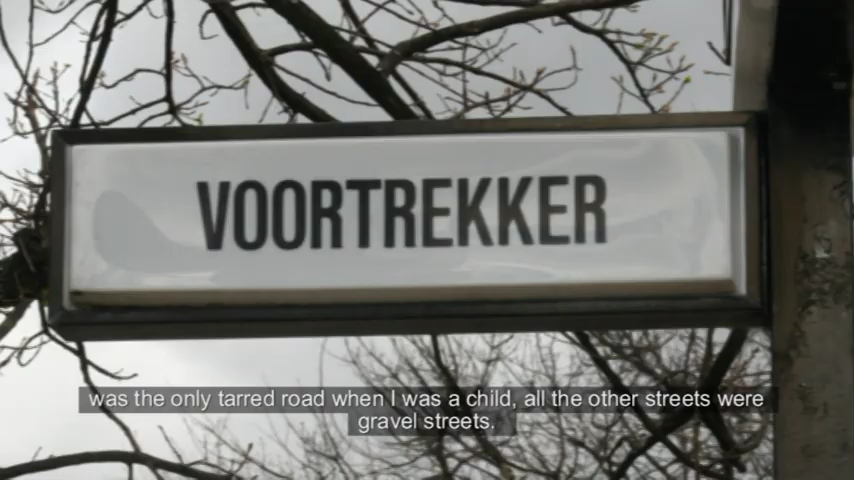 VOORTREKKER
was the only tarred road when I was a child, all the other streets were
gravel streets.